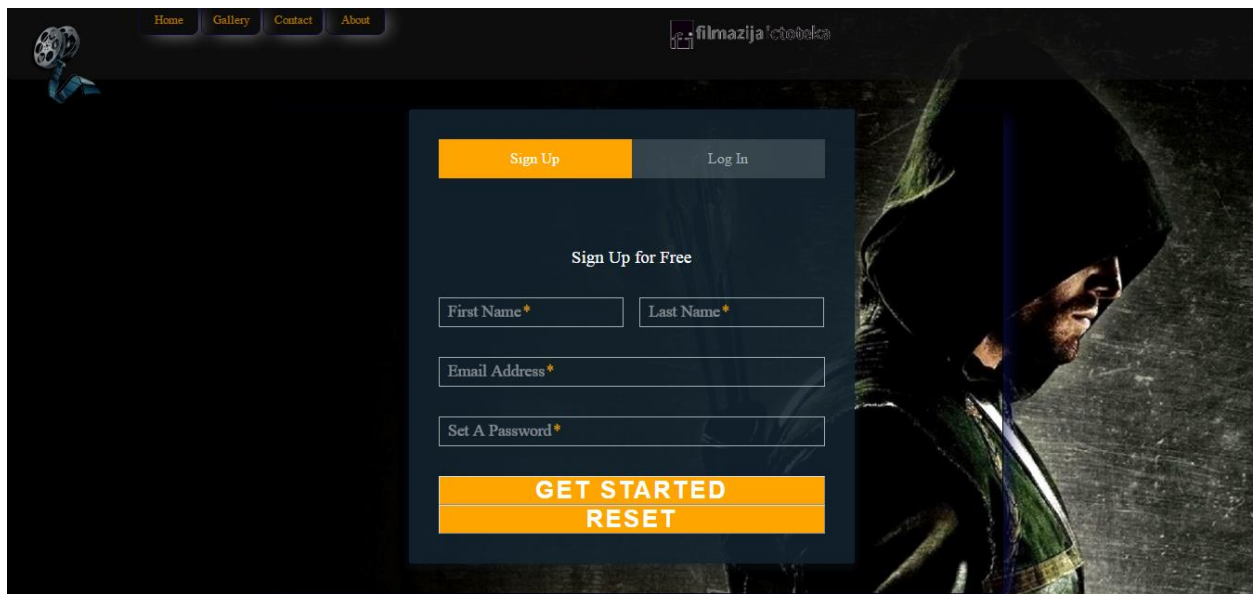 Home Gallery Contact About
filmazija
Sign Up Log In
Sign Up for Free
First Name* Last Name*
Email Address*
Set A Password*
GET STARTED
RESET